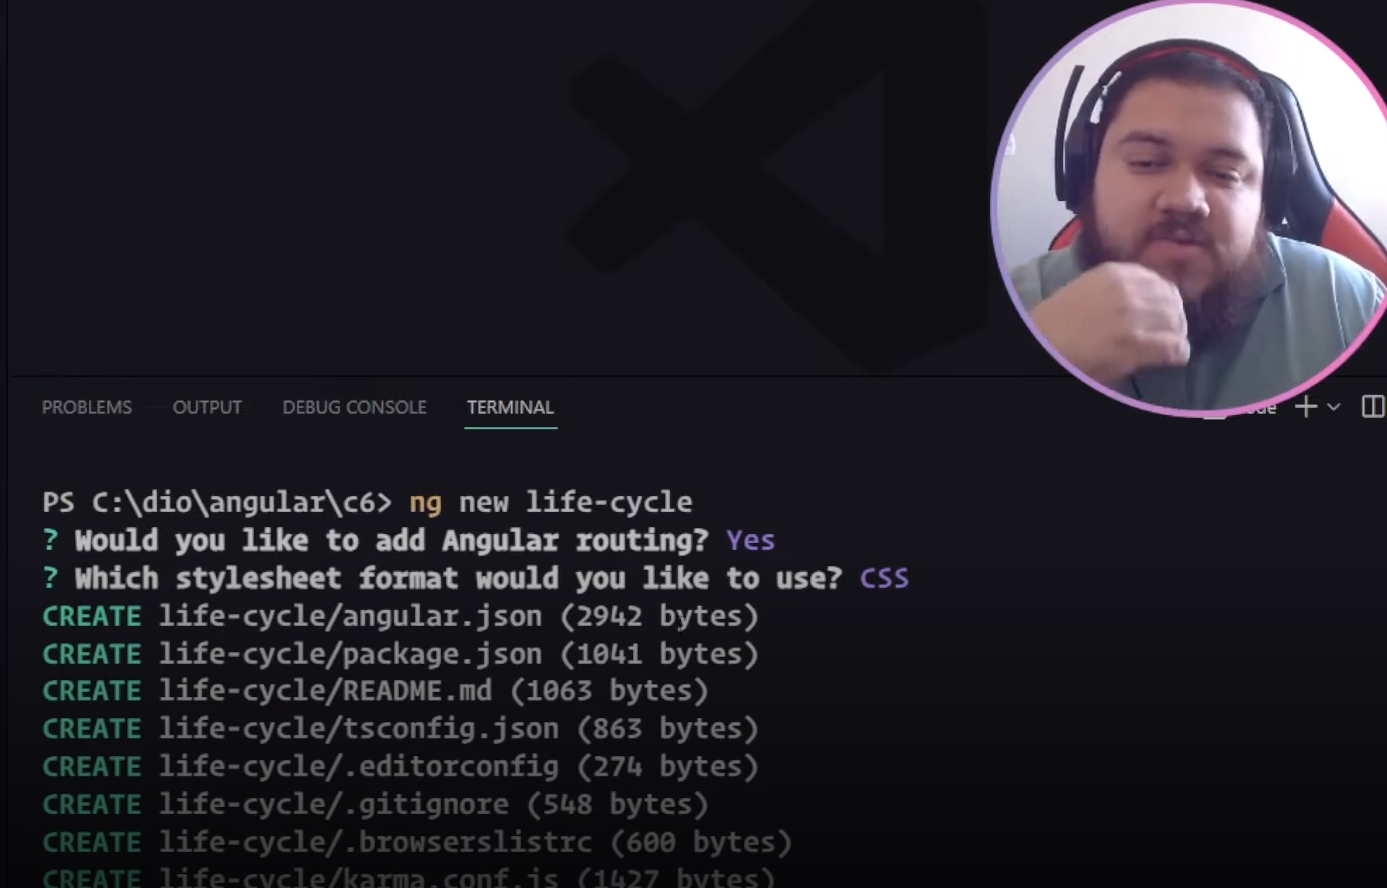 PROBLEMS OUTPUT DEBUG CONSOLE TERMINAL
PS C:\dio\angular\c6> ng new life-cycle
? Would you like to add Angular routing? Yes
? Which stylesheet format would you like to use? CSS
CREATE life-cycle/angular.json (2942 bytes)
CREATE life-cycle/package.json (1041 bytes)
CREATE life-cycle/README.md (1063 bytes)
CREATE life-cycle/tsconfig.json (863 bytes)
CREATE life-cycle/.editorconfig (274 bytes)
CREATE life-cycle/.gitignore (548 bytes)
CREATE life-cycle/.browserslistrc (600 bytes)
CREATE life-cycle/karma.conf.js (1427 bytes)